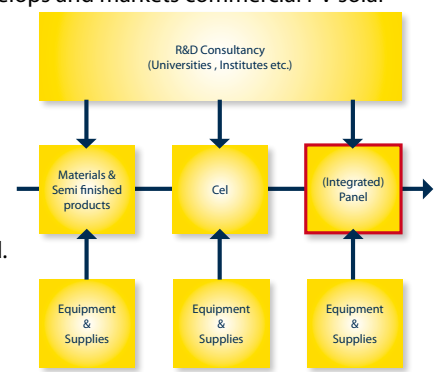 R&D Consultancy
(Universities , Institutes etc.)
Materials &
Semi finished
products
Cel
(Integrated)
Panel
Equipment
&
Supplies
Equipment
&
Supplies
Equipment
&
Supplies